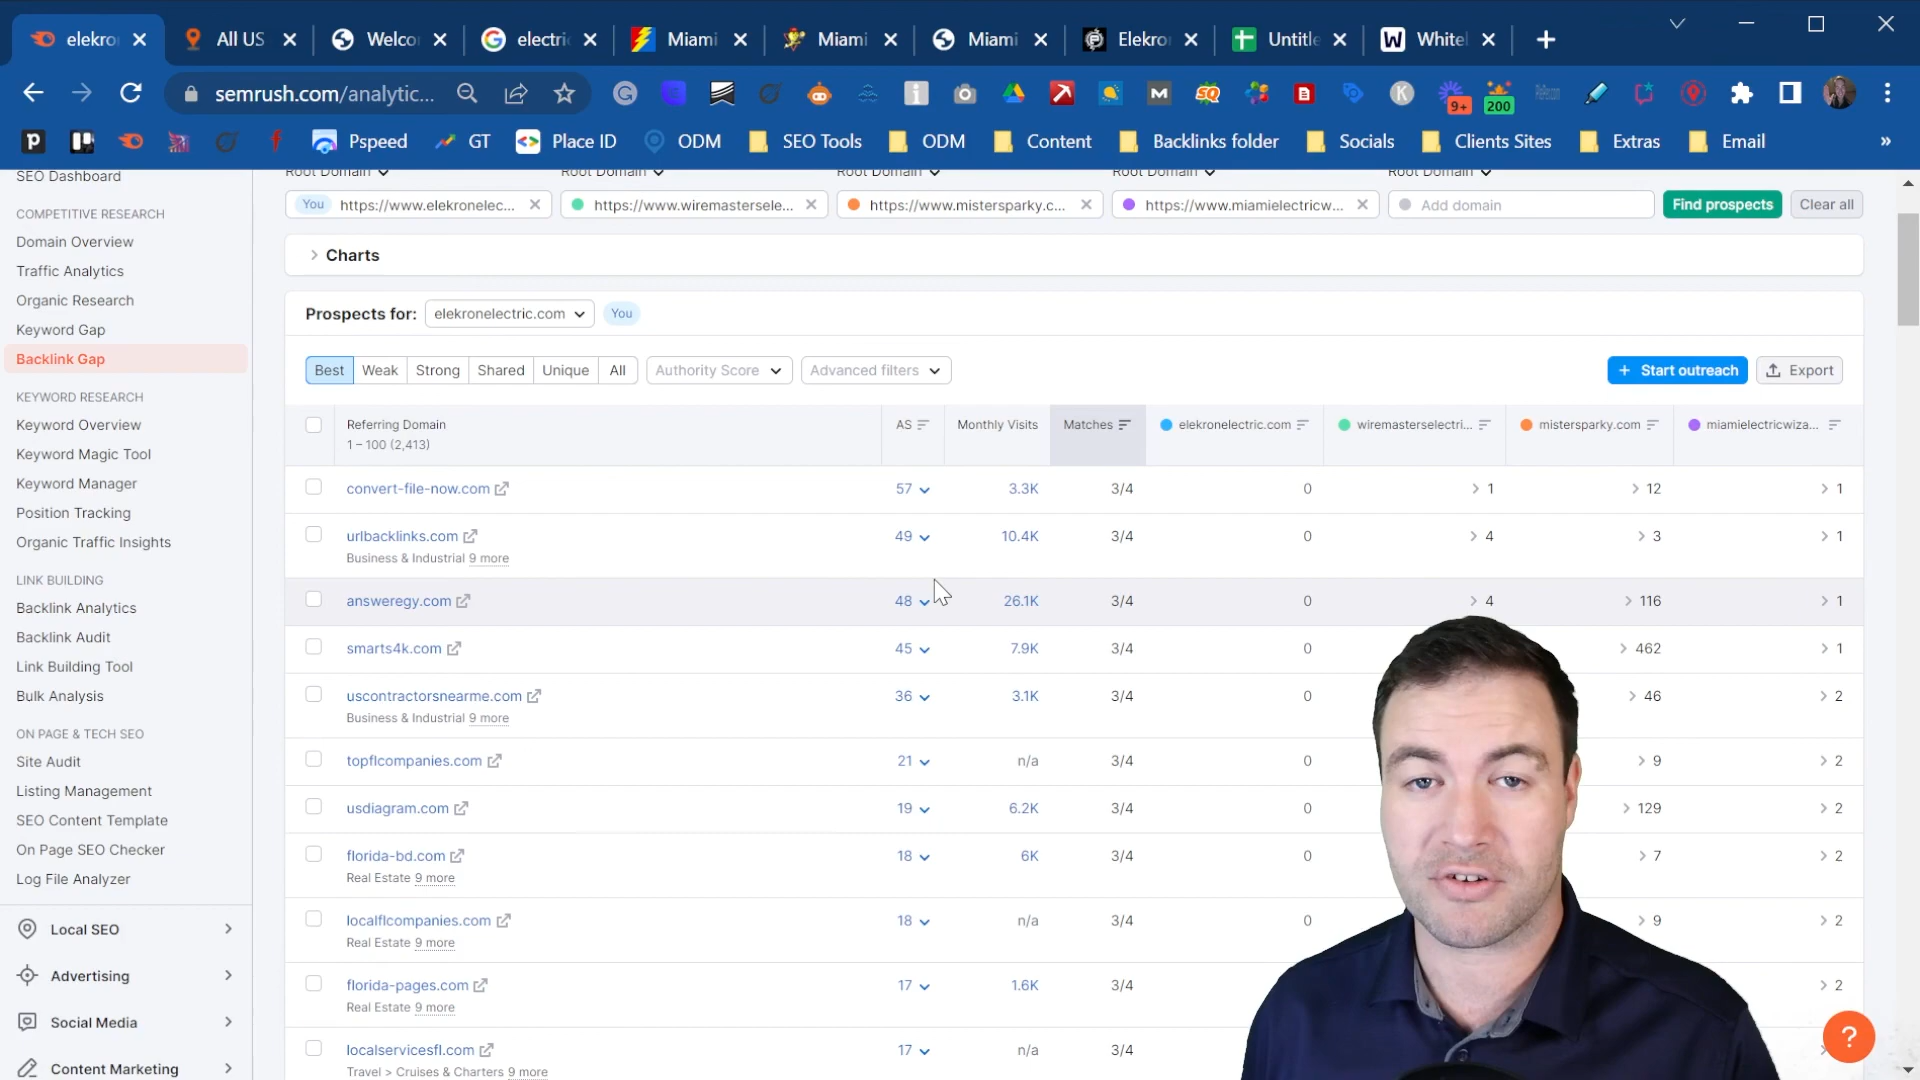 elekro
All US
Welco
electri
Miami
Miami
Miami
Elekro
Untitle
White
semrush.com/analytic...
9+
200
Pspeed
GT
Place ID
ODM
SEO Tools
ODM
Content
Backlinks folder
Socials
Clients Sites
Extras
Email
»
SEO Dashboard
COMPETITIVE RESEARCH
Domain Overview
Traffic Analytics
Organic Research
Keyword Gap
Backlink Gap
KEYWORD RESEARCH
Keyword Overview
Keyword Magic Tool
Keyword Manager
Position Tracking
Organic Traffic Insights
LINK BUILDING
Backlink Analytics
Backlink Audit
Link Building Tool
Bulk Analysis
ON PAGE & TECH SEO
Site Audit
Listing Management
SEO Content Template
On Page SEO Checker
Log File Analyzer
Local SEO
Advertising
Social Media
Content Marketing
Root Domain Root Domain Root Domain Root Domain Root Domain
You https://www.elekronelec... https://www.wiremastersele... https://www.mistersparky.c... https://www.miamielectricw... Add domain Find prospects Clear all
Charts
Prospects for: elekronelectric.com You
Best Weak Strong Shared Unique All Authority Score Advanced filters + Start outreach Export
Referring Domain AS Monthly Visits Matches elekronelectric.com wiremasterselectri... mistersparky.com miamielectricwiza...
1 – 100 (2,413)
convert-file-now.com 57 3.3K 3/4 0 1 12 1
urlbacklinks.com 49 10.4K 3/4 0 4 3 1
Business & Industrial 9 more
answeregy.com 48 26.1K 3/4 0 4 116 1
smarts4k.com 45 7.9K 3/4 0 462 1
uscontractorsnearme.com 36 3.1K 3/4 0 46 2
Business & Industrial 9 more
topflcompanies.com 21 n/a 3/4 0 9 2
usdiagram.com 19 6.2K 3/4 0 129 2
florida-bd.com 18 6K 3/4 0 7 2
Real Estate 9 more
localflcompanies.com 18 n/a 3/4 0 9 2
Real Estate 9 more
florida-pages.com 17 1.6K 3/4 2
Real Estate 9 more
localservicesfl.com 17 n/a 3/4
Travel > Cruises & Charters 9 more
?